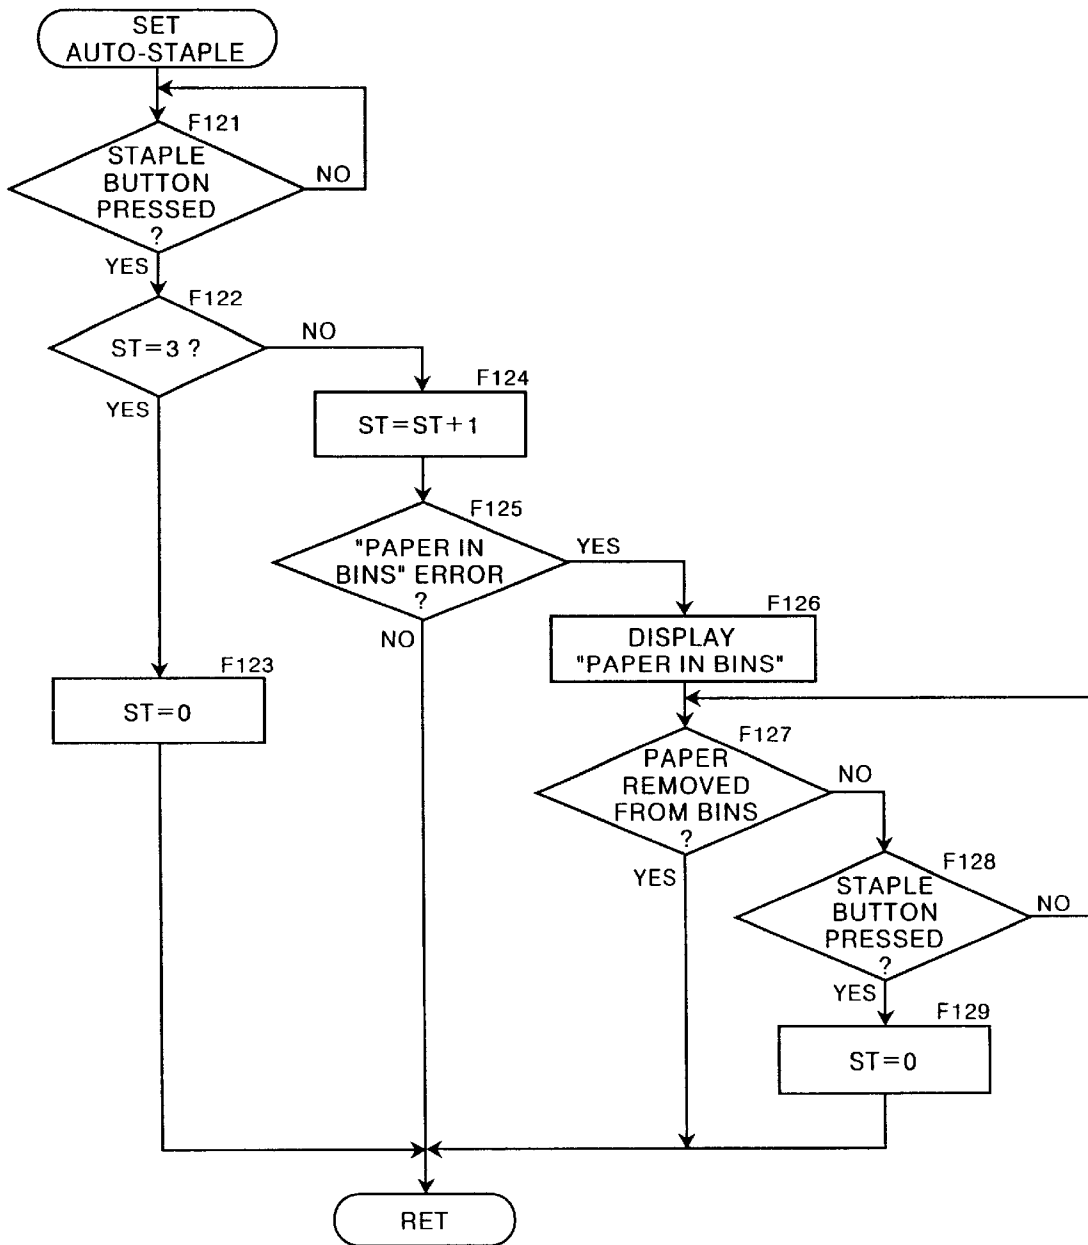 SET
AUTO-STAPLE
F121
STAPLE
BUTTON
PRESSED
?
NO
YES
F122
ST=3 ?
NO
YES
F124
ST=ST+1
F125
"PAPER IN
BINS" ERROR
?
YES
NO
F126
DISPLAY
"PAPER IN BINS"
F123
ST=0
F127
PAPER
REMOVED
FROM BINS
?
NO
YES
F128
STAPLE
BUTTON
PRESSED
?
NO
YES
F129
ST=0
RET